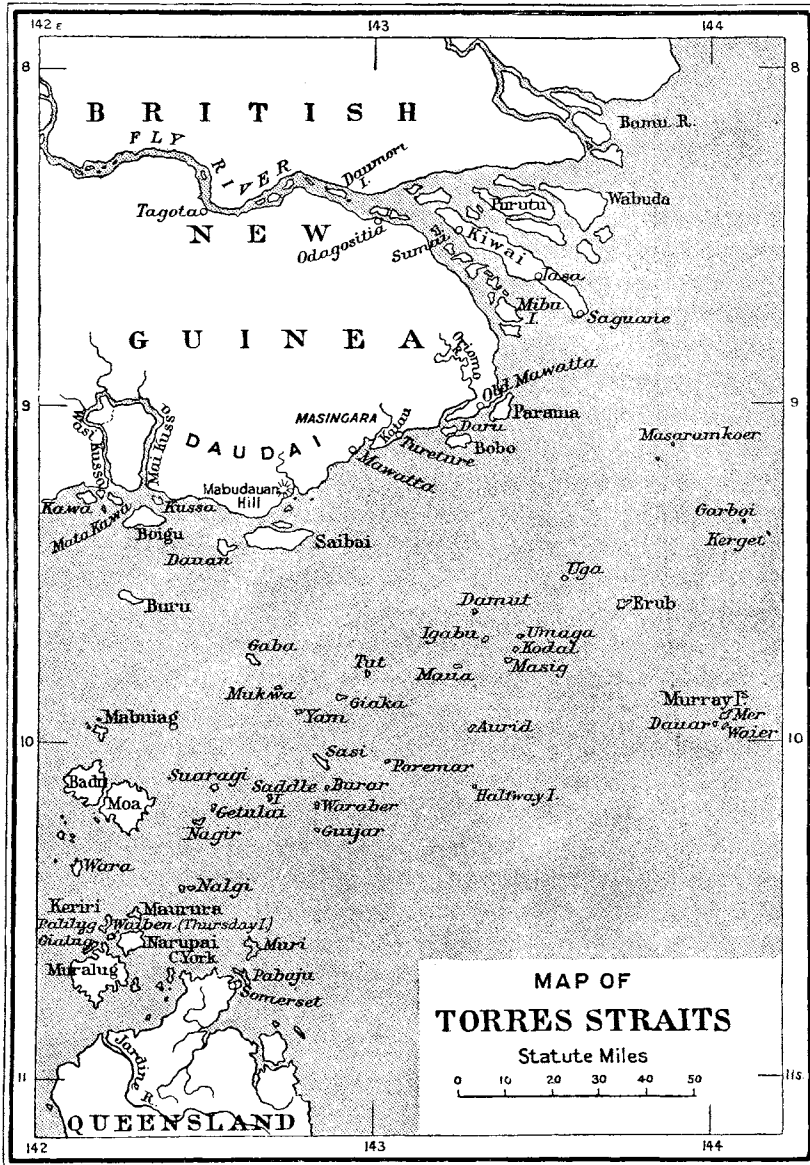 142 E
143
144
8
8
BRITISH
FLY RIVER
Bamu R.
Daumori I.
Tagota
NEW
Odagositia
Purutu
Wabuda
Sumai
Kiwai
Iasa
Mibu I.
Saguane
GUINEA
Oriomo R.
Old Mawatta
9
9
Parama
MASINGARA
Daru
Bobo
Wasi Kussa
Mai Kussa
DAUDAI
Tureture
Mawatta
Masaramkoer
Mabudauan Hill
Kawa
Mata Kawa
Kussa
Boigu
Garboi
Kerget
Dauan
Saibai
Uga
Buru
Damut
Erub
Igabu
Umaga
Kodal
Gaba
Tut
Maua
Masig
Mukwa
Giaka
Murray Is.
Mabuiag
Yam
Aurid
Mer
Dauar
Waier
10
10
Sasi
Poremar
Badu
Suaragi
Saddle I.
Burar
Halfway I.
Moa
Getulai
Waraber
Nagir
Guijar
Wara
Nalgi
Keriri
Maurura
Palilug
Waiben (Thursday I.)
Gialug
Narupai
Muri
C. York
Muralug
Pabaju
Somerset
MAP OF
TORRES STRAITS
Statute Miles
0 10 20 30 40 50
Jardine R.
11
11 S
QUEENSLAND
142
143
144